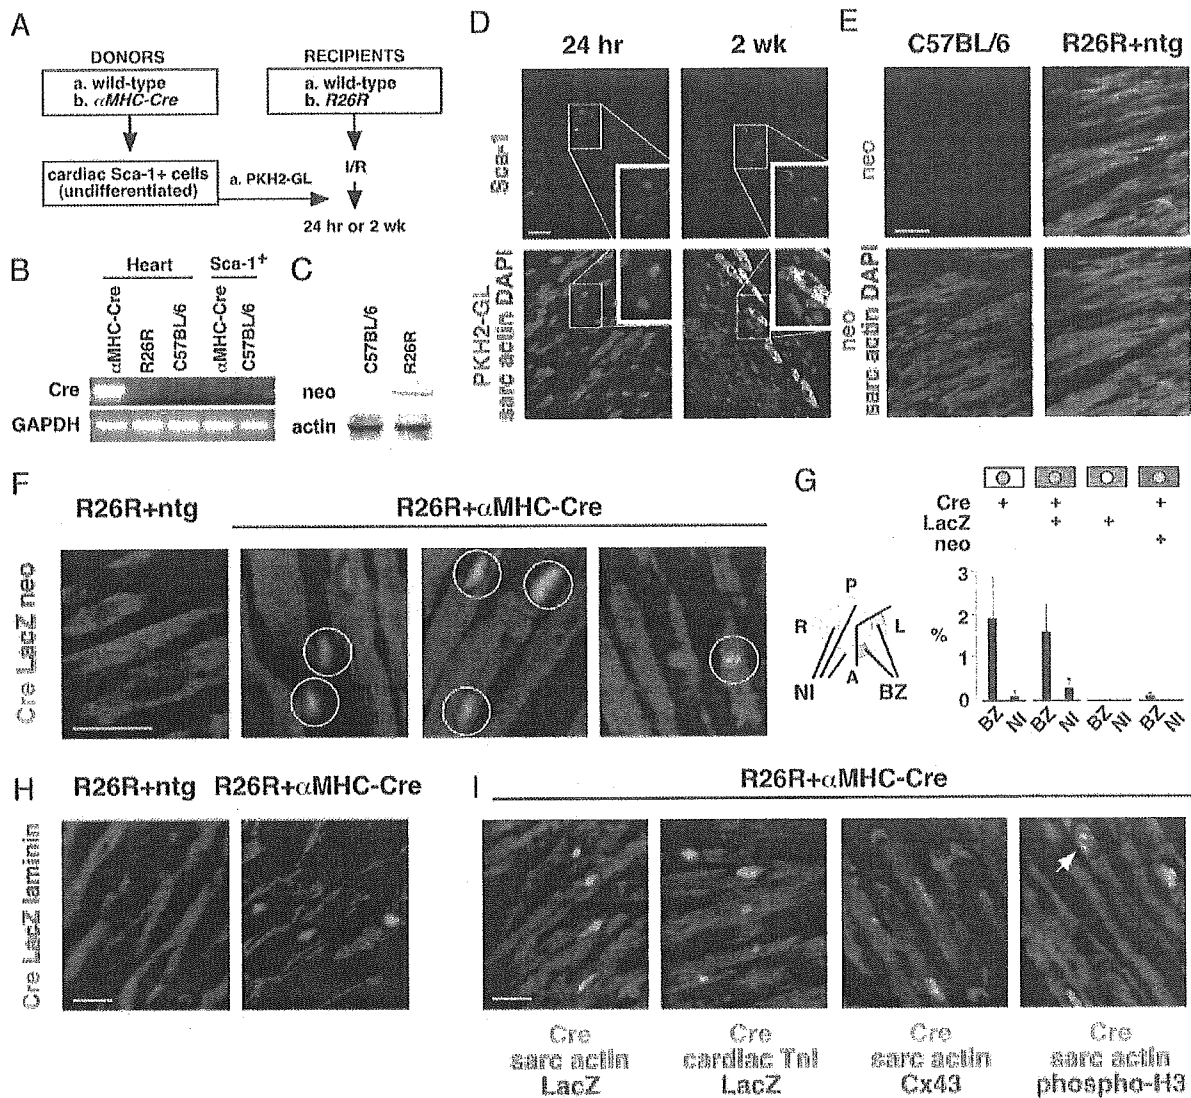 A
DONORS
a. wild-type
b. αMHC-Cre
cardiac Sca-1+ cells
(undifferentiated)
a. PKH2-GL
RECIPIENTS
a. wild-type
b. R26R
I/R
24 hr or 2 wk
B
Heart
Sca-1+
αMHC-Cre
R26R
C57BL/6
αMHC-Cre
C57BL/6
Cre
GAPDH
C
C57BL/6
R26R
neo
actin
D
24 hr
2 wk
Sca-1
PKH2-GL
sarc actin DAPI
E
C57BL/6
R26R+ntg
neo
neo
sarc actin DAPI
F
R26R+ntg
R26R+αMHC-Cre
Cre LacZ neo
G
Cre + + +
LacZ + +
neo +
P
R
L
NI
A
BZ
%
3
2
1
0
BZ NI BZ NI BZ NI BZ NI
H
R26R+ntg
R26R+αMHC-Cre
Cre LacZ laminin
I
R26R+αMHC-Cre
Cre
sarc actin
LacZ
Cre
cardiac TnI
LacZ
Cre
sarc actin
Cx43
Cre
sarc actin
phospho-H3